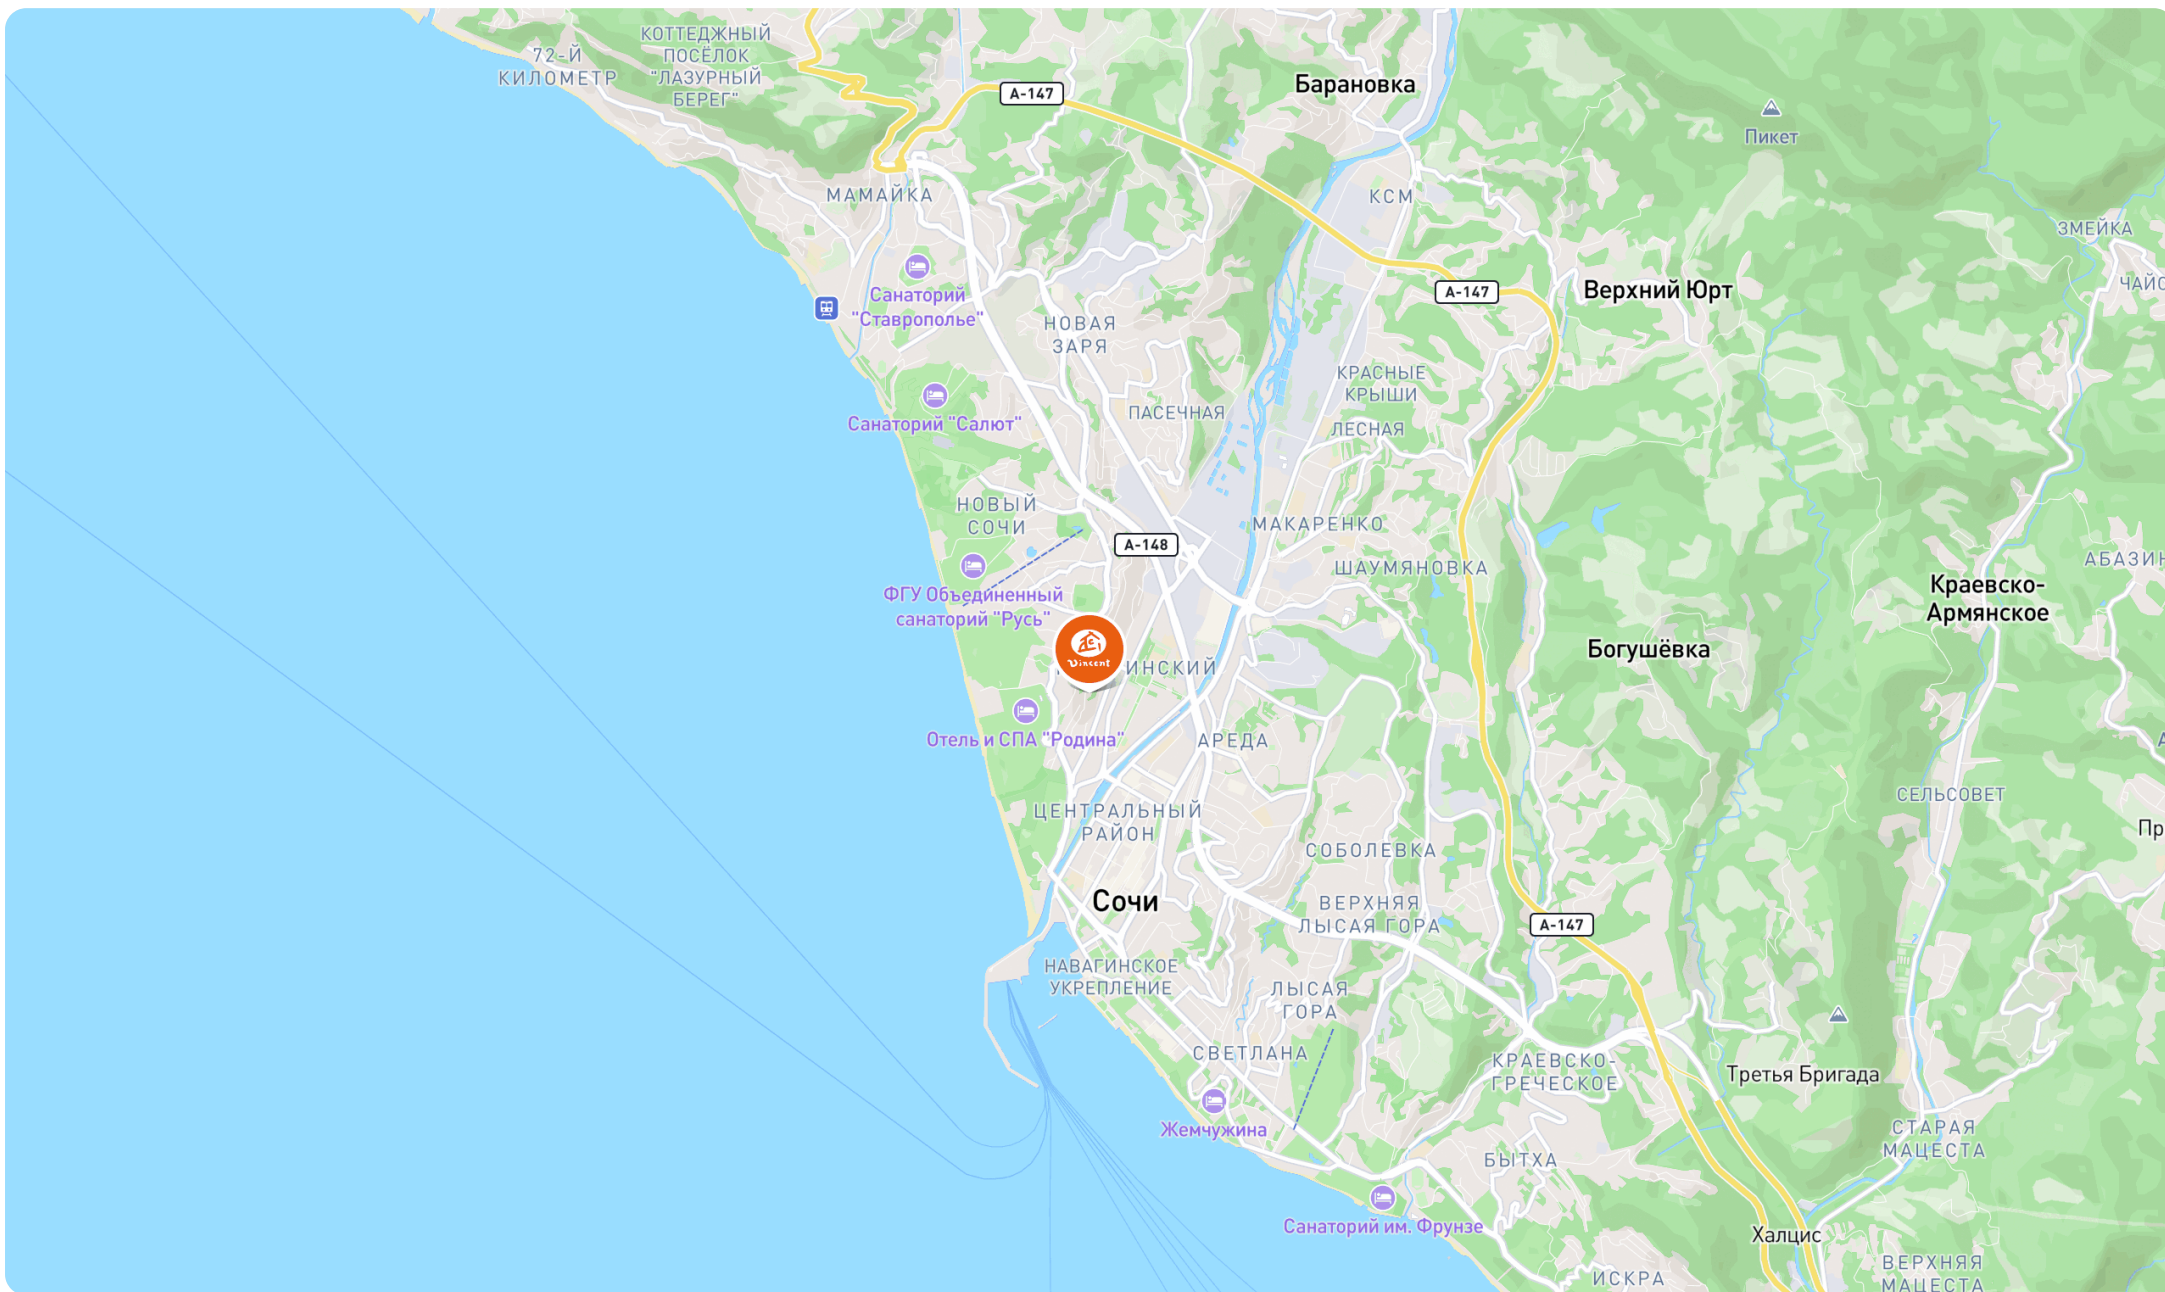 КОТТЕДЖНЫЙ
ПОСЁЛОК
"ЛАЗУРНЫЙ
БЕРЕГ"
72-Й
КИЛОМЕТР
А-147
Барановка
Пикет
МАМАЙКА
КСМ
ЗМЕЙКА
Санаторий
"Ставрополье"
А-147
Верхний Юрт
ЧАЙС
НОВАЯ
ЗАРЯ
КРАСНЫЕ
КРЫШИ
ПАСЕЧНАЯ
Санаторий "Салют"
ЛЕСНАЯ
НОВЫЙ
СОЧИ
МАКАРЕНКО
А-148
ШАУМЯНОВКА
АБАЗИН
ФГУ Объединенный
санаторий "Русь"
Краевско-
Армянское
Vincent
ИНСКИЙ
Богушёвка
Отель и СПА "Родина"
АРЕДА
СЕЛЬСОВЕТ
ЦЕНТРАЛЬНЫЙ
РАЙОН
Пр
СОБОЛЕВКА
Сочи
ВЕРХНЯЯ
ЛЫСАЯ ГОРА
А-147
НАВАГИНСКОЕ
УКРЕПЛЕНИЕ
ЛЫСАЯ
ГОРА
СВЕТЛАНА
КРАЕВСКО-
ГРЕЧЕСКОЕ
Третья Бригада
Жемчужина
СТАРАЯ
МАЦЕСТА
БЫТХА
Санаторий им. Фрунзе
Халцис
ИСКРА
ВЕРХНЯЯ
МАЦЕСТА